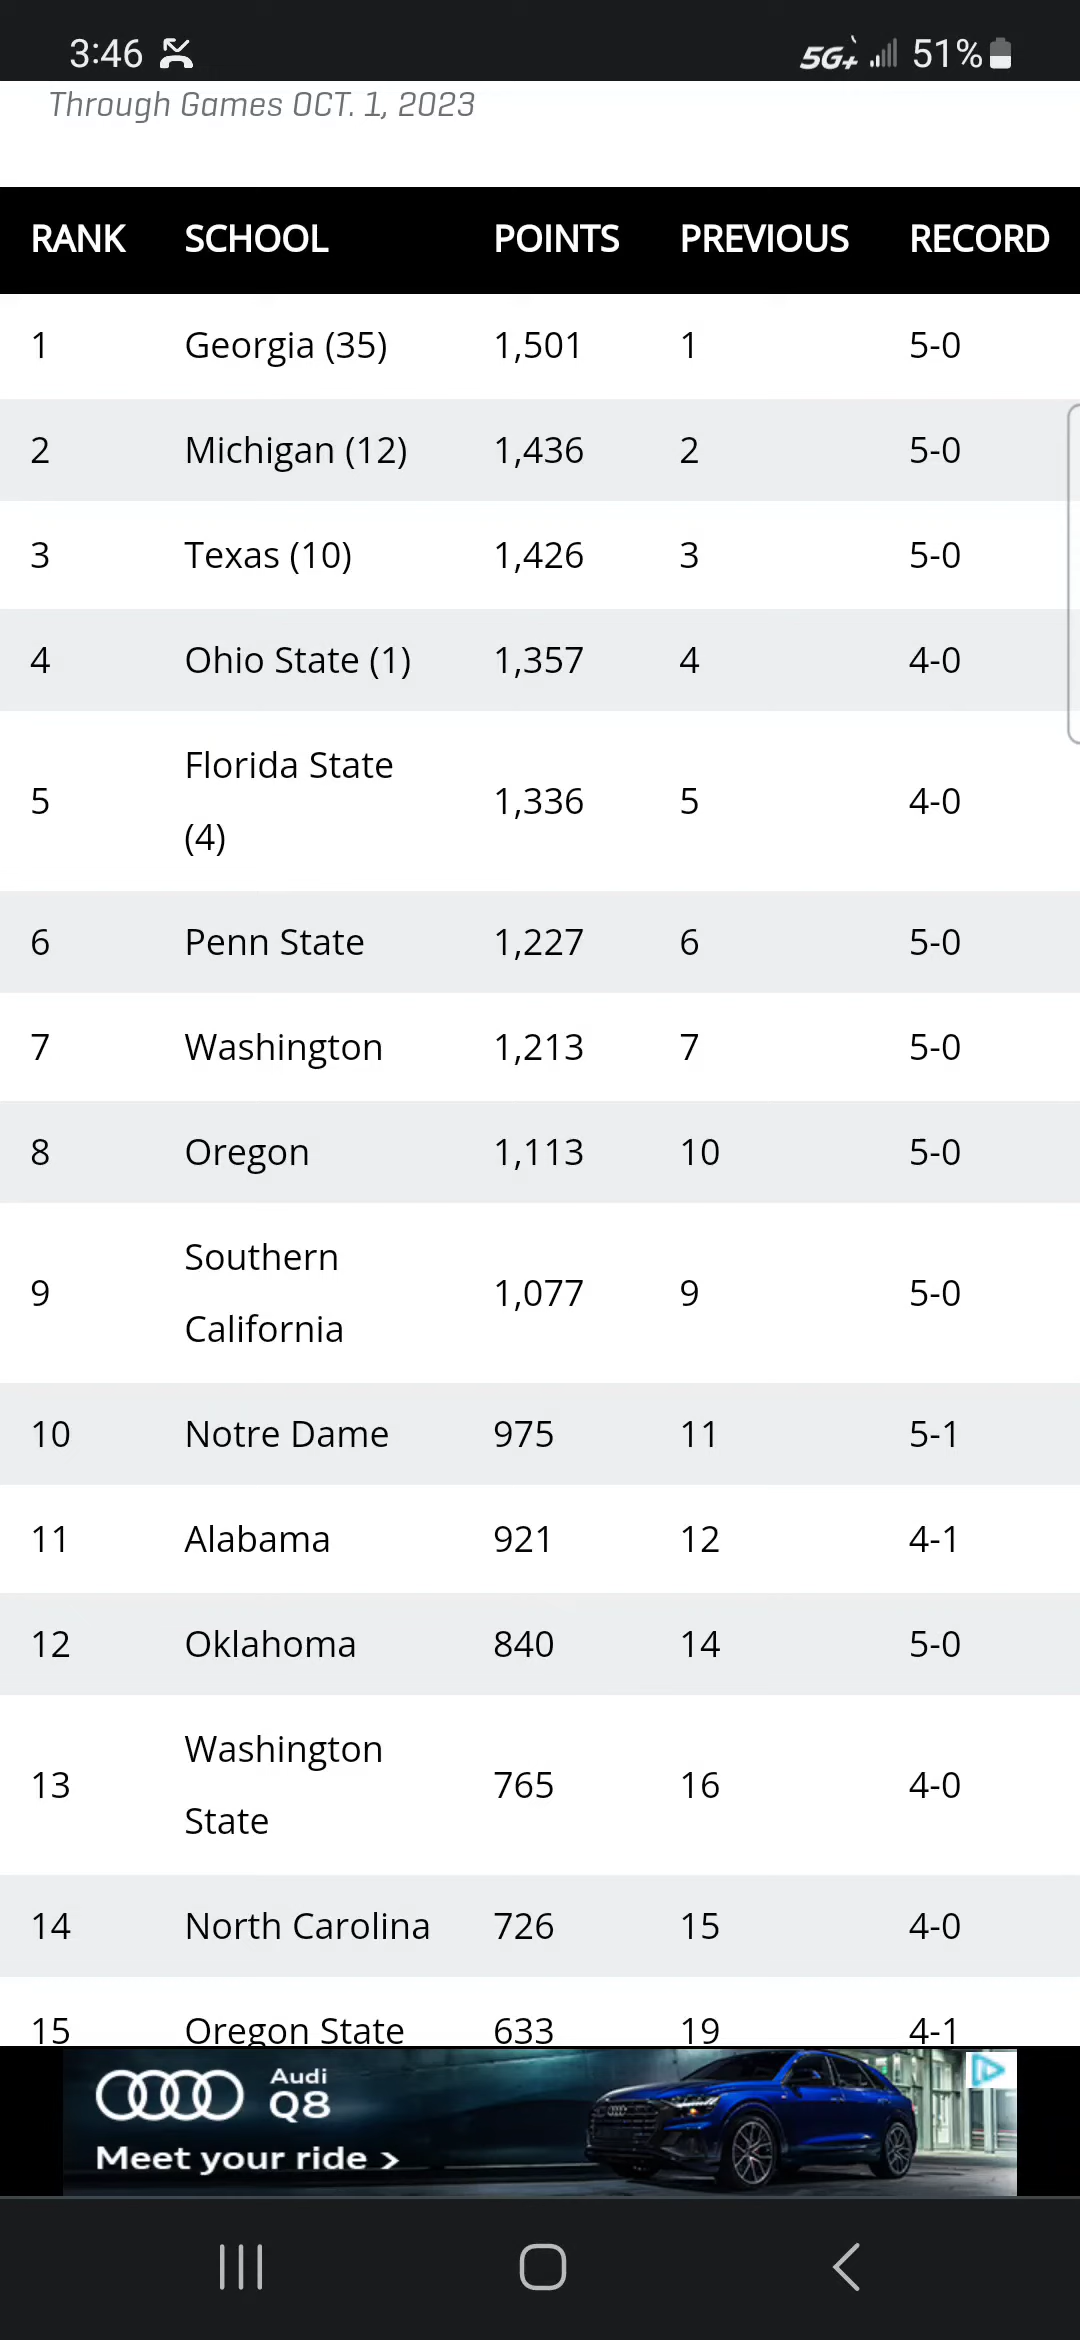 3:46 5G+ 51%
Through Games OCT. 1, 2023
RANK SCHOOL POINTS PREVIOUS RECORD
1 Georgia (35) 1,501 1 5-0
2 Michigan (12) 1,436 2 5-0
3 Texas (10) 1,426 3 5-0
4 Ohio State (1) 1,357 4 4-0
Florida State
5 1,336 5 4-0
(4)
6 Penn State 1,227 6 5-0
7 Washington 1,213 7 5-0
8 Oregon 1,113 10 5-0
Southern
9 1,077 9 5-0
California
10 Notre Dame 975 11 5-1
11 Alabama 921 12 4-1
12 Oklahoma 840 14 5-0
Washington
13 765 16 4-0
State
14 North Carolina 726 15 4-0
15 Oregon State 633 19 4-1
Audi
Q8
Meet your ride >